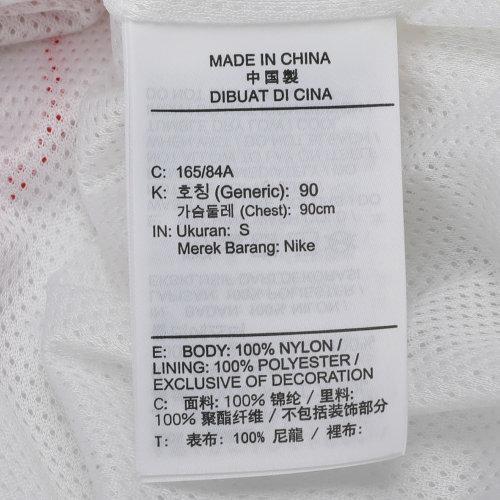 MADE IN CHINA
中国製
DIBUAT DI CINA
C: 165/84A
K: 호칭 (Generic): 90
가슴둘레 (Chest): 90cm
IN: Ukuran: S
Merek Barang: Nike
E: BODY: 100% NYLON /
LINING: 100% POLYESTER /
EXCLUSIVE OF DECORATION
C: 面料: 100% 锦纶 / 里料:
100% 聚酯纤维 / 不包括装饰部分
T: 表布: 100% 尼龍 / 裡布: